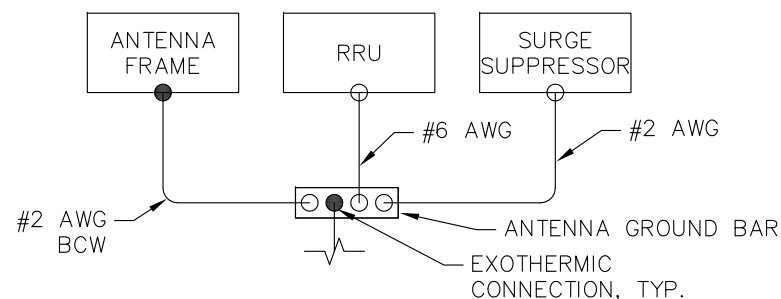 ANTENNA
FRAME
RRU
SURGE
SUPPRESSOR
#6 AWG
#2 AWG
#2 AWG
BCW
ANTENNA GROUND BAR
EXOTHERMIC
CONNECTION, TYP.